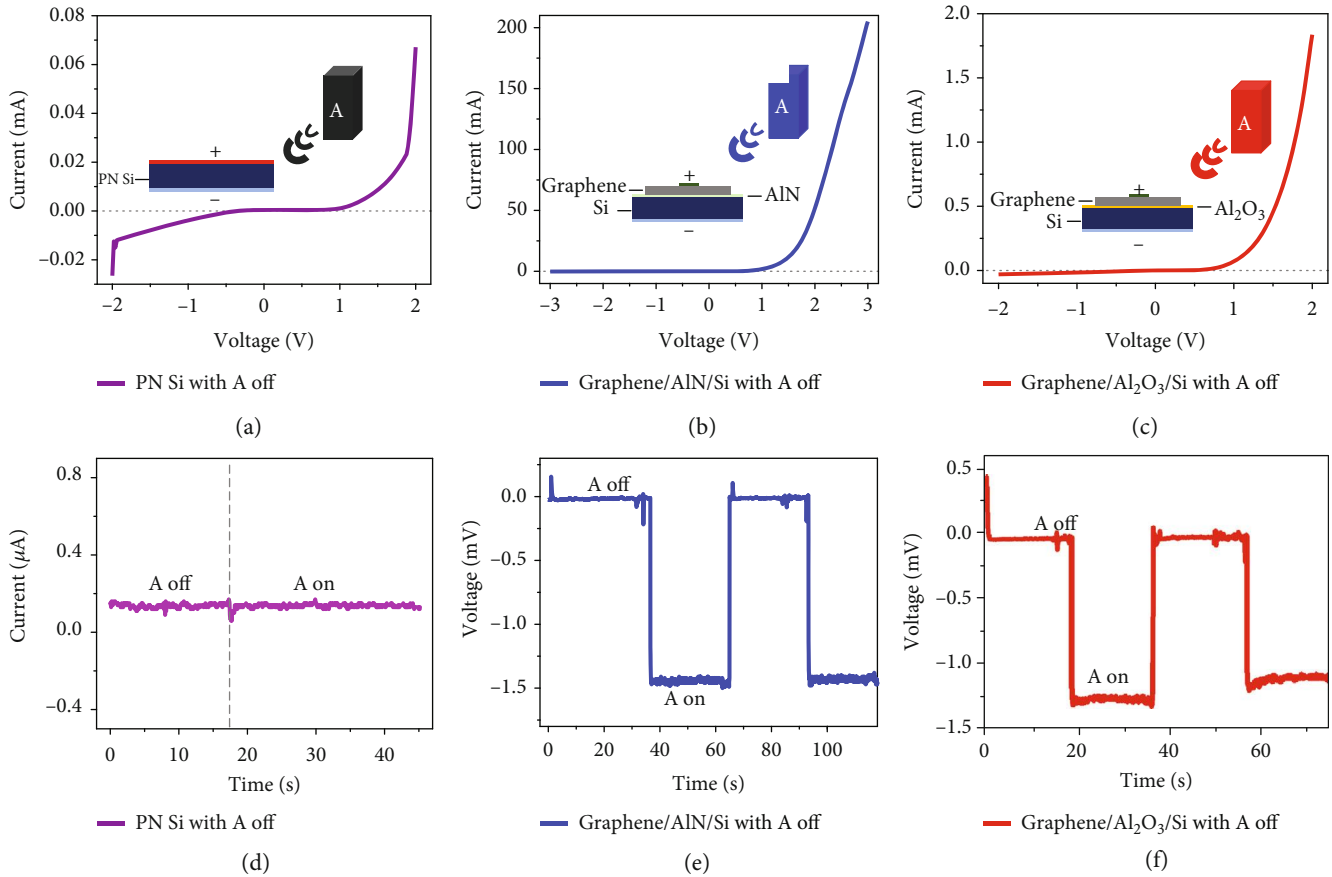 0.08
0.06
0.04
0.02
0.00
−0.02
Current (mA)
A
+
PN Si
−
−2
−1
0
1
2
Voltage (V)
PN Si with A off
(a)
200
150
100
50
0
Current (mA)
A
+
Graphene
AlN
Si
−
−3
−2
−1
0
1
2
3
Voltage (V)
Graphene/AlN/Si with A off
(b)
2.0
1.5
1.0
0.5
0.0
Current (mA)
A
+
Graphene
Al₂O₃
Si
−
−2
−1
0
1
2
Voltage (V)
Graphene/Al₂O₃/Si with A off
(c)
0.8
0.4
0.0
−0.4
Current (μA)
A off
A on
0
10
20
30
40
Time (s)
PN Si with A off
(d)
0.0
−0.5
−1.0
−1.5
Voltage (mV)
A off
A on
0
20
40
60
80
100
Time (s)
Graphene/AlN/Si with A off
(e)
0.5
0.0
−0.5
−1.0
−1.5
Voltage (mV)
A off
A on
0
20
40
60
Time (s)
Graphene/Al₂O₃/Si with A off
(f)